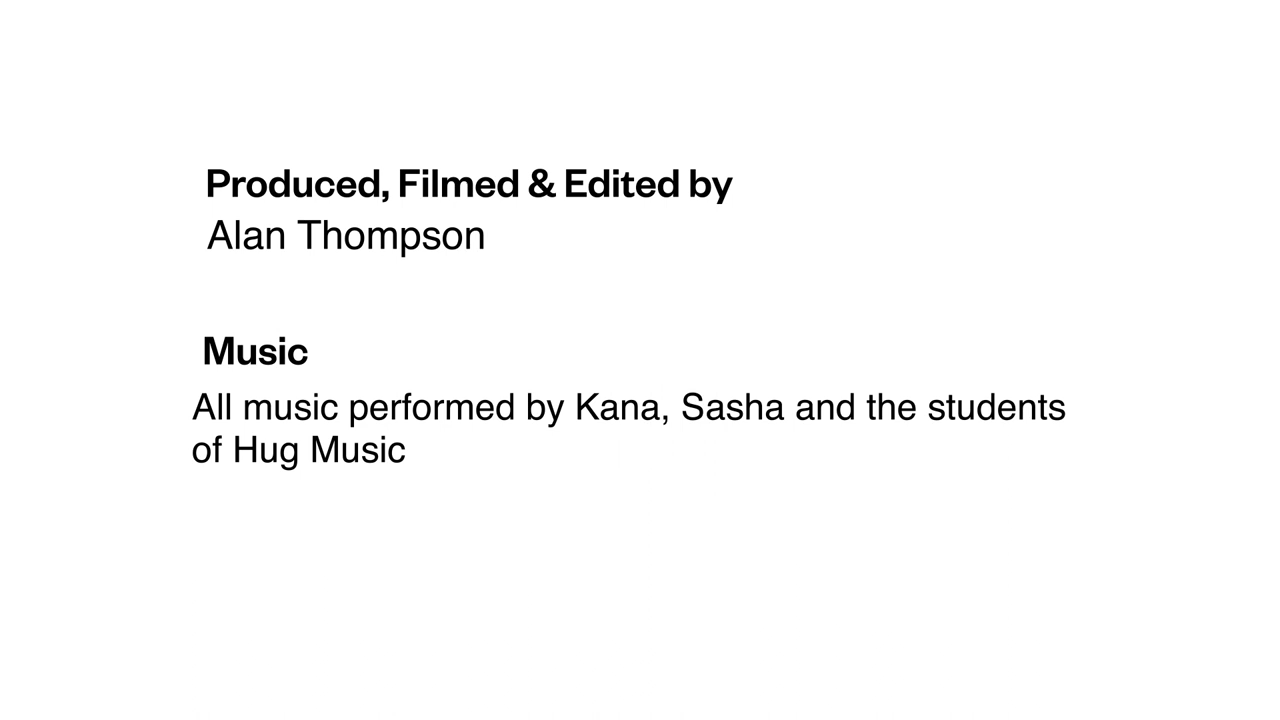 Produced, Filmed & Edited by
Alan Thompson
Music
All music performed by Kana, Sasha and the students
of Hug Music